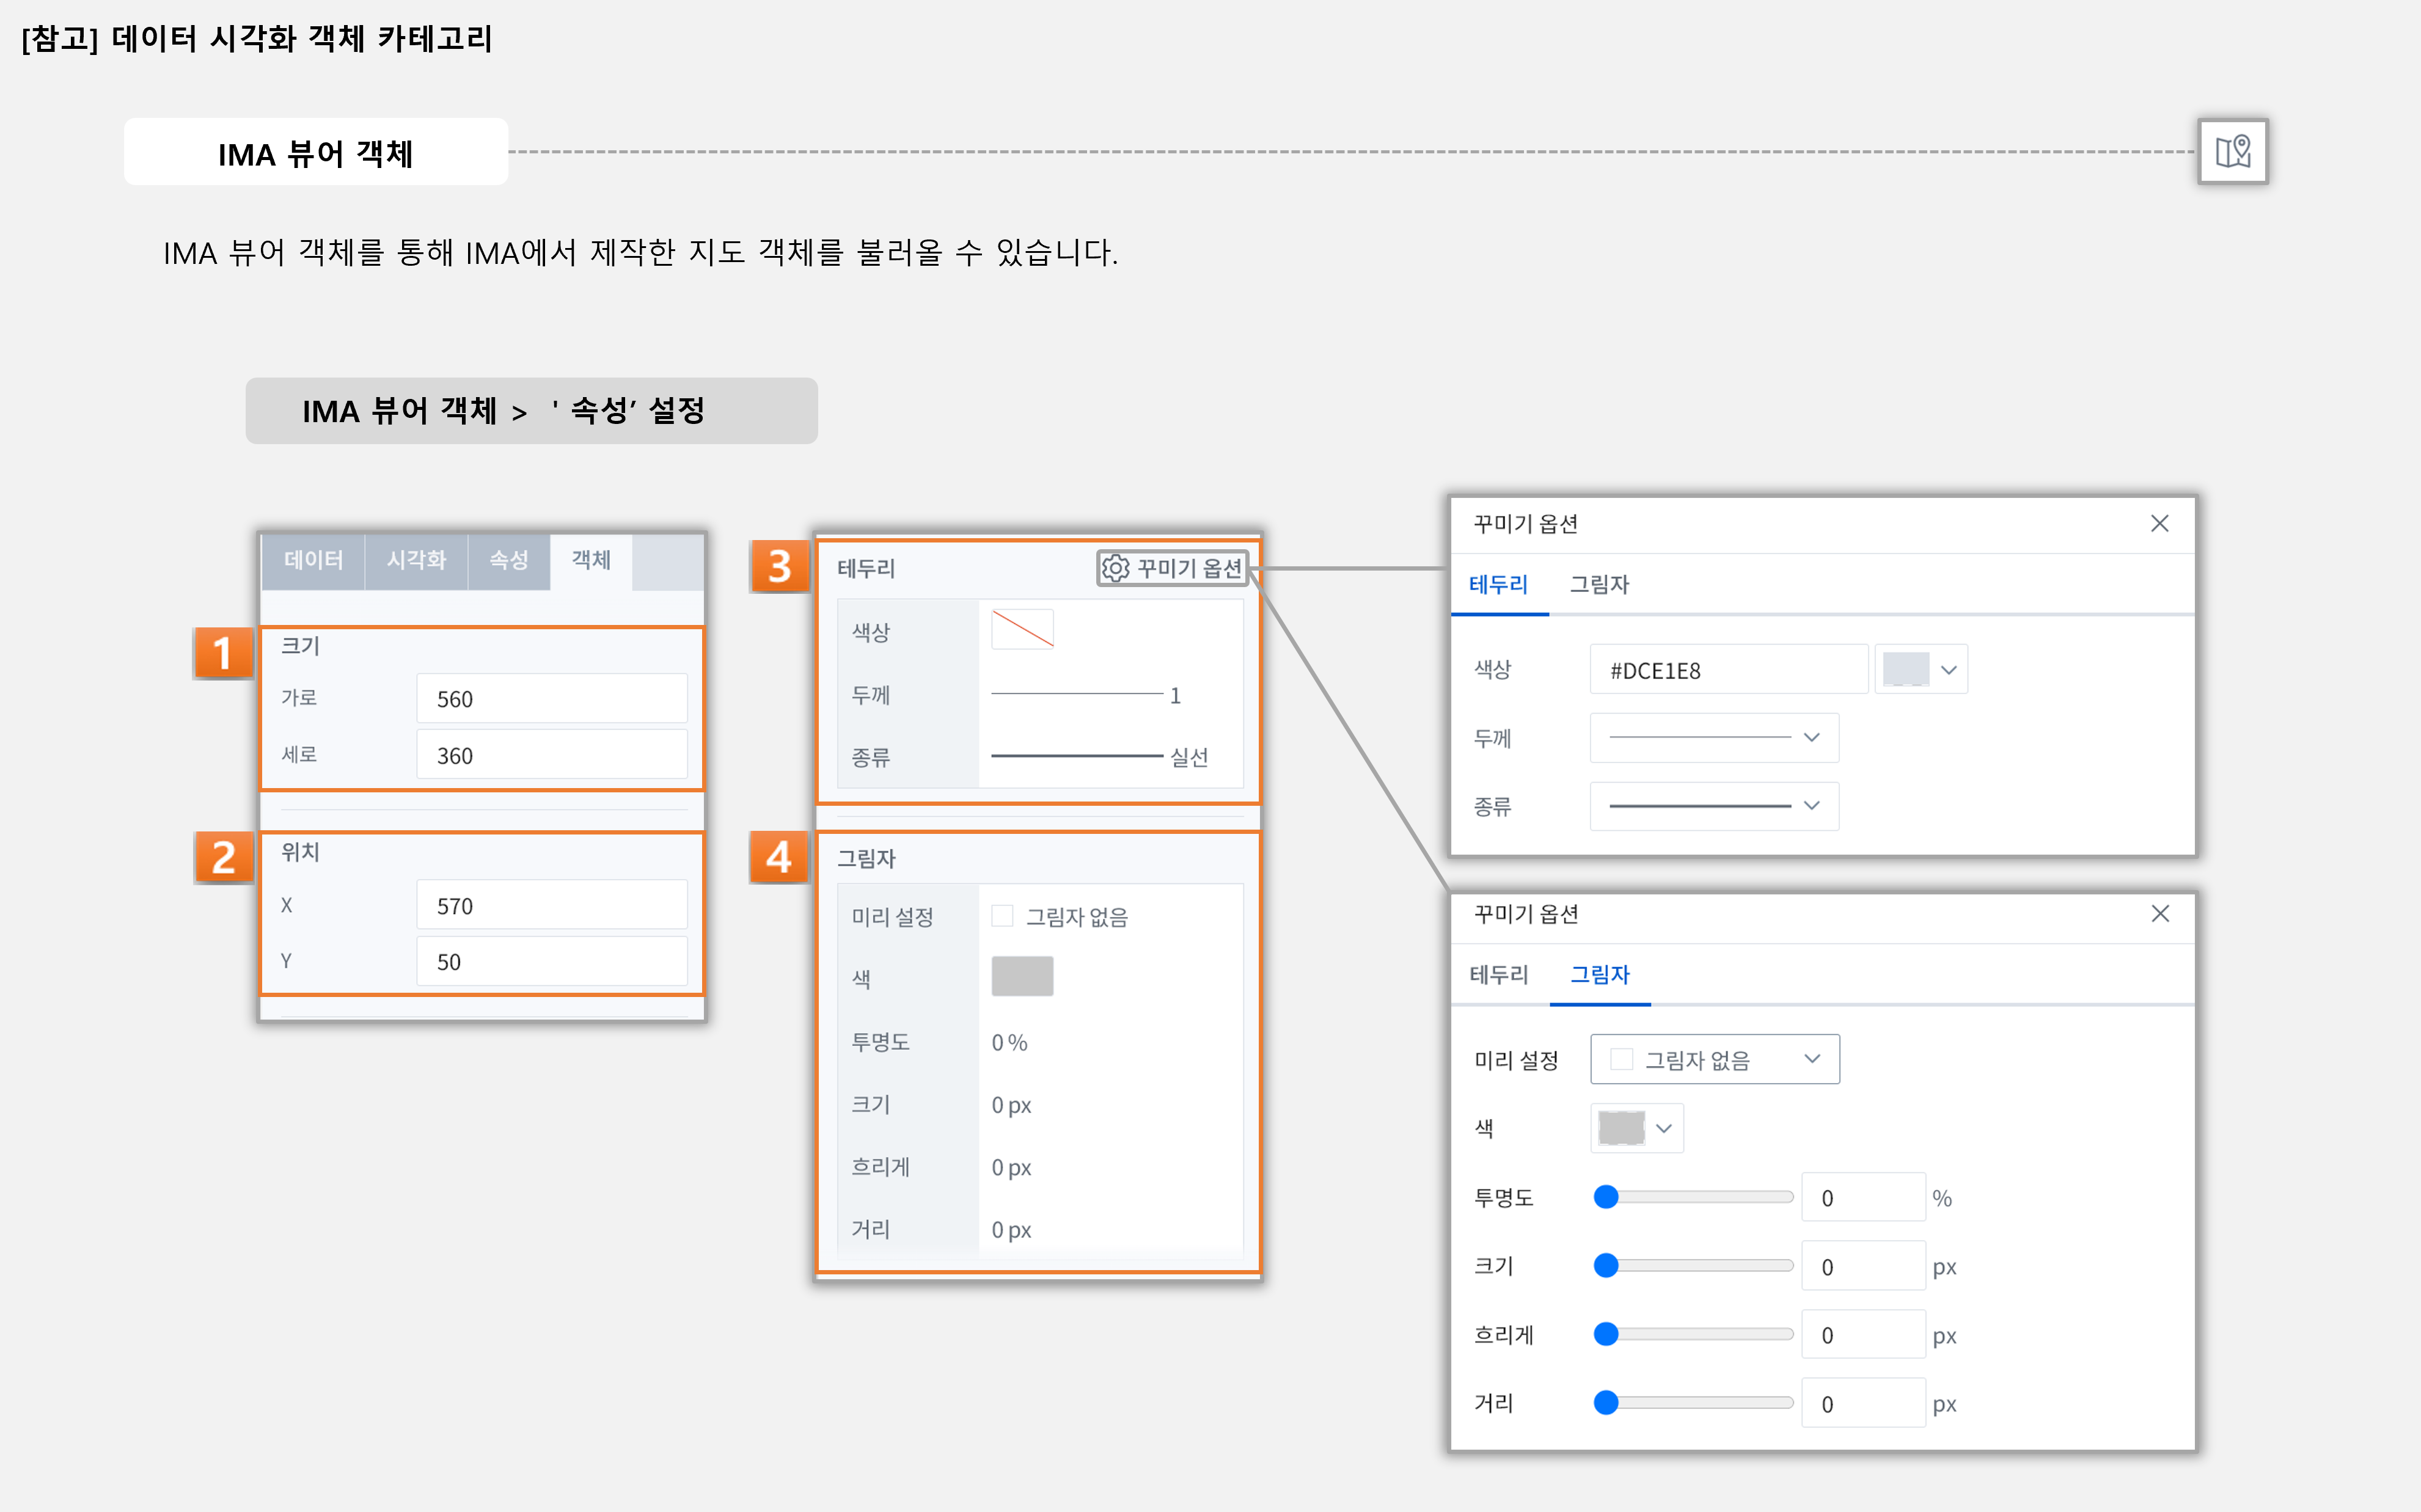 [참고] 데이터 시각화 객체 카테고리
IMA 뷰어 객체
IMA 뷰어 객체를 통해 IMA에서 제작한 지도 객체를 불러올 수 있습니다.
IMA 뷰어 객체 > ' 속성’ 설정
데이터 시각화 속성 객체
1
크기
가로 560
세로 360
2
위치
X 570
Y 50
3
테두리 꾸미기 옵션
색상
두께 1
종류 실선
4
그림자
미리 설정 그림자 없음
색
투명도 0 %
크기 0 px
흐리게 0 px
거리 0 px
꾸미기 옵션
테두리 그림자
색상 #DCE1E8
두께
종류
꾸미기 옵션
테두리 그림자
미리 설정 그림자 없음
색
투명도 0 %
크기 0 px
흐리게 0 px
거리 0 px